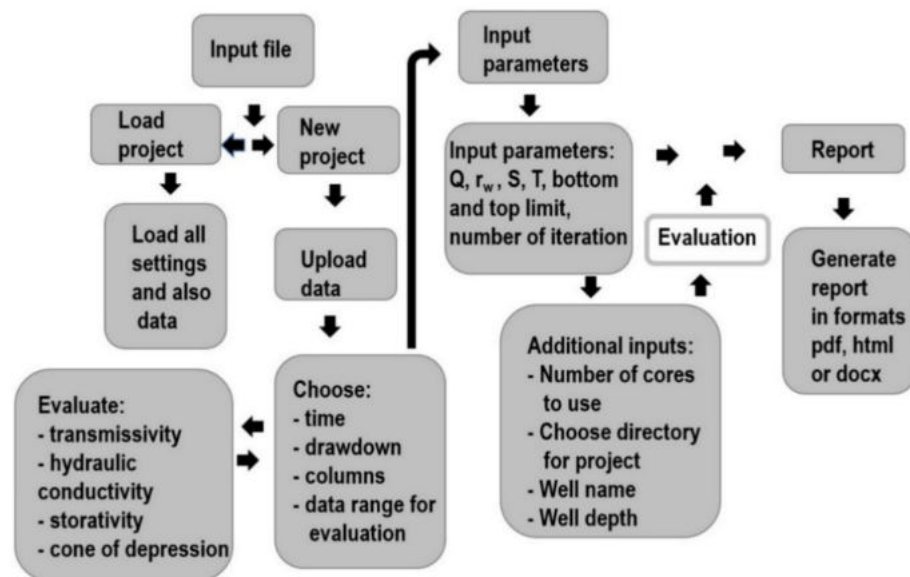 Input file
Load
project
New
project
Load all
settings
and also
data
Upload
data
Evaluate:
- transmissivity
- hydraulic
conductivity
- storativity
- cone of depression
Choose:
- time
- drawdown
- columns
- data range for
evaluation
Input
parameters
Input parameters:
Q, r_w, S, T, bottom
and top limit,
number of iteration
Evaluation
Additional inputs:
- Number of cores
to use
- Choose directory
for project
- Well name
- Well depth
Report
Generate
report
in formats
pdf, html
or docx